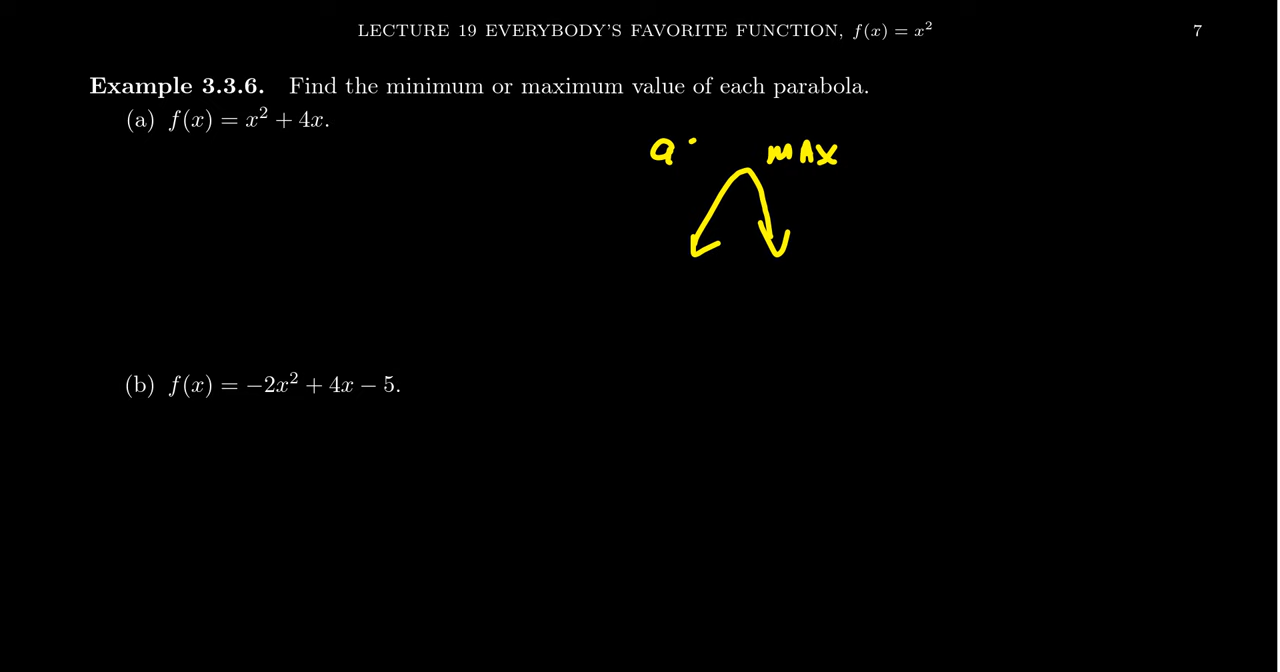 LECTURE 19 EVERYBODY'S FAVORITE FUNCTION, f(x) = x² 7
Example 3.3.6. Find the minimum or maximum value of each parabola.
(a) f(x) = x² + 4x.
a MAX
(b) f(x) = −2x² + 4x − 5.